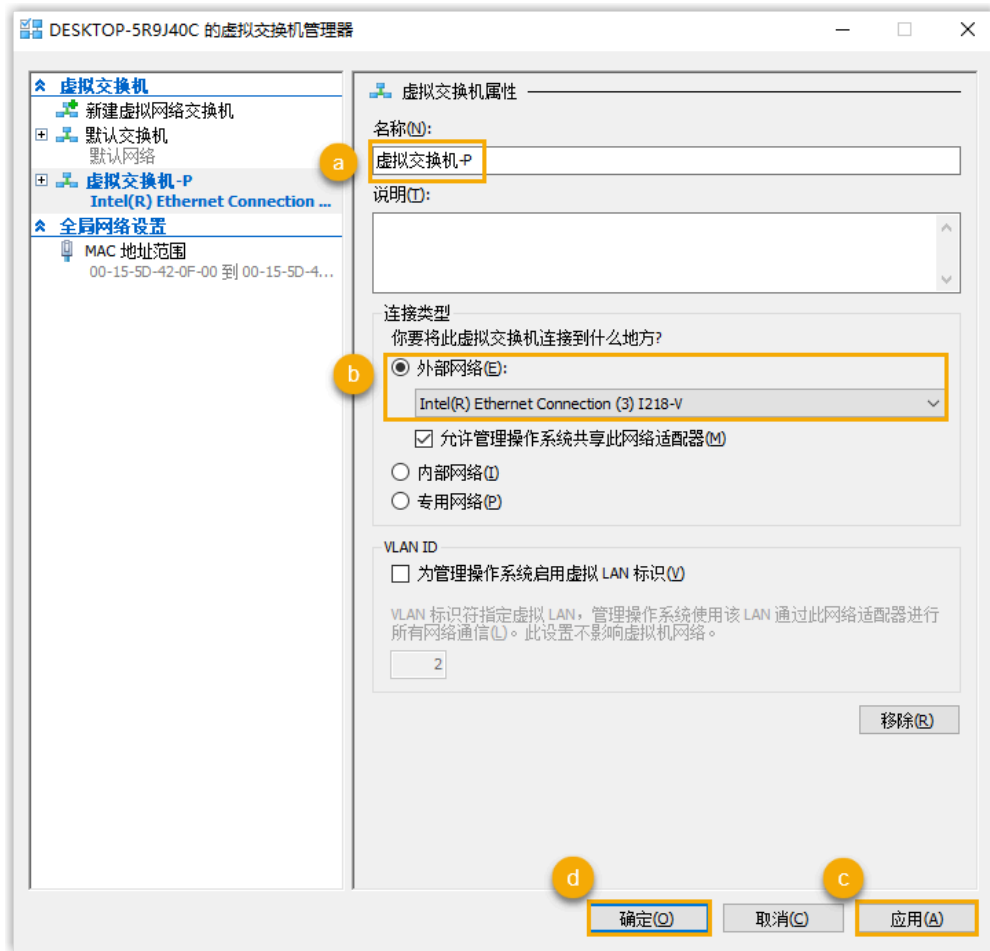 DESKTOP-5R9J40C 的虚拟交换机管理器
虚拟交换机
新建虚拟网络交换机
默认交换机
默认网络
虚拟交换机-P
Intel(R) Ethernet Connection ...
全局网络设置
MAC 地址范围
00-15-5D-42-0F-00 到 00-15-5D-4...
虚拟交换机属性
名称(N):
a
虚拟交换机-P
说明(T):
连接类型
你要将此虚拟交换机连接到什么地方?
b
外部网络(E):
Intel(R) Ethernet Connection (3) I218-V
允许管理操作系统共享此网络适配器(M)
内部网络(I)
专用网络(P)
VLAN ID
为管理操作系统启用虚拟 LAN 标识(V)
VLAN 标识符指定虚拟 LAN，管理操作系统使用该 LAN 通过此网络适配器进行
所有网络通信(L)。此设置不影响虚拟机网络。
2
移除(R)
d
c
确定(O)
取消(C)
应用(A)